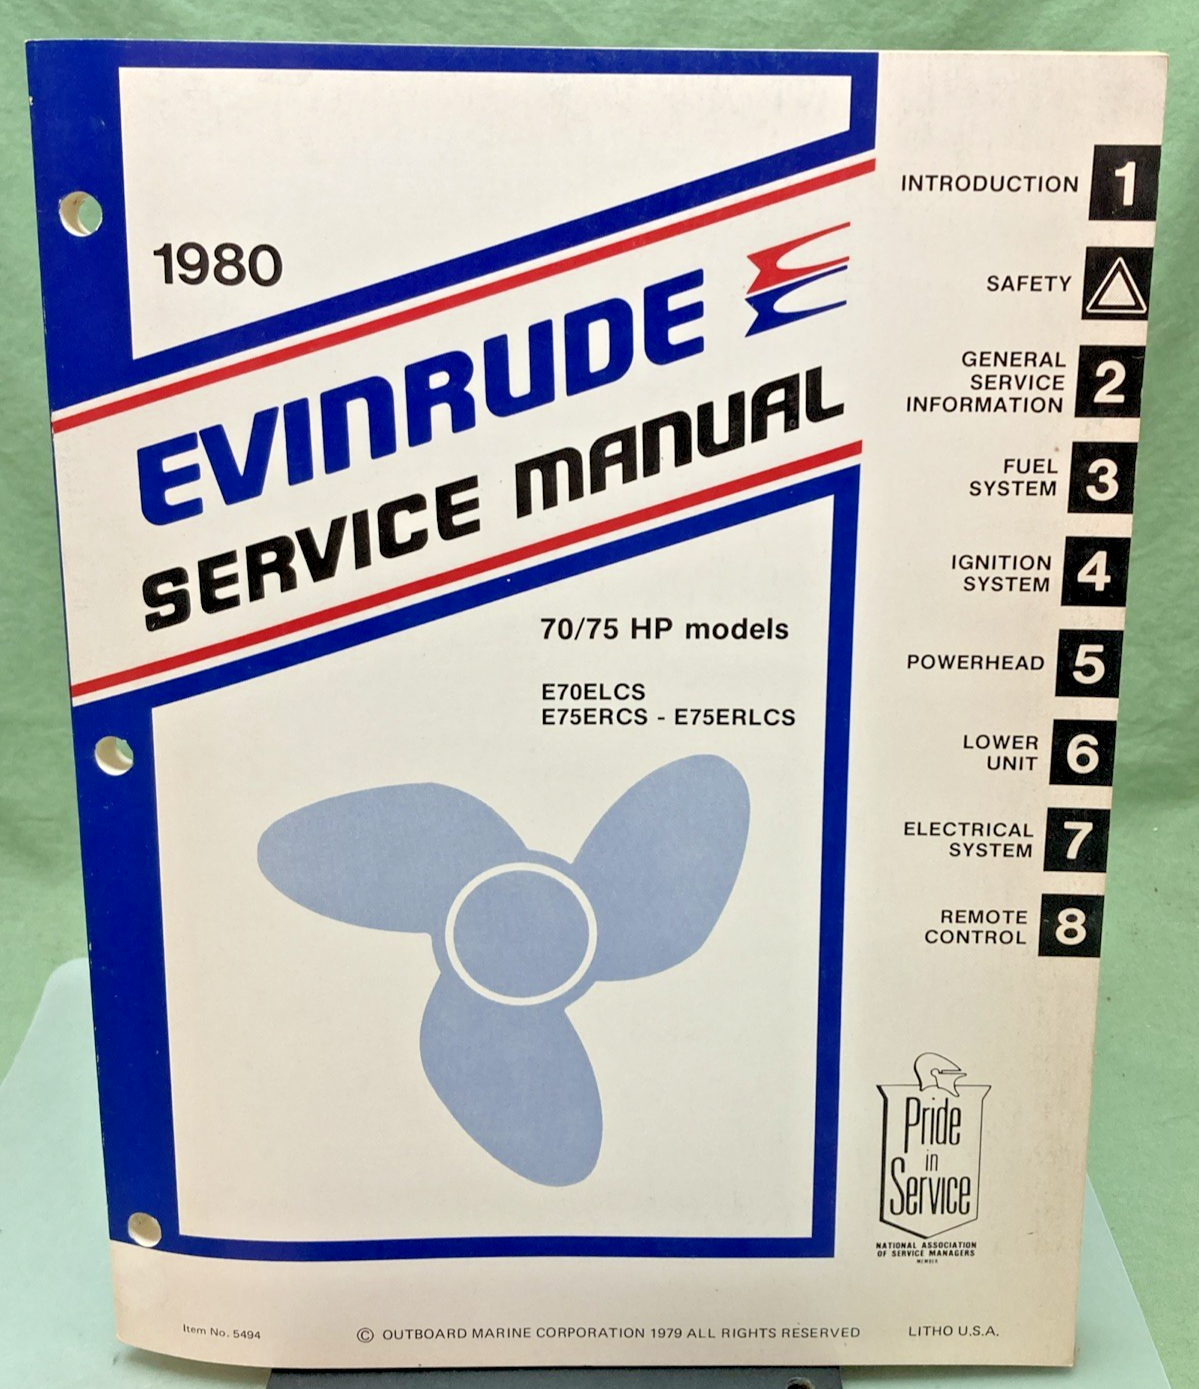 1980
EVINRUDE
SERVICE MANUAL
70/75 HP models
E70ELCS
E75ERCS - E75ERLCS
INTRODUCTION 1
SAFETY
GENERAL
SERVICE
INFORMATION 2
FUEL
SYSTEM 3
IGNITION
SYSTEM 4
POWERHEAD 5
LOWER
UNIT 6
ELECTRICAL
SYSTEM 7
REMOTE
CONTROL 8
Pride
in
Service
NATIONAL ASSOCIATION
OF SERVICE MANAGERS
MEMBER
Item No. 5494
© OUTBOARD MARINE CORPORATION 1979 ALL RIGHTS RESERVED
LITHO U.S.A.